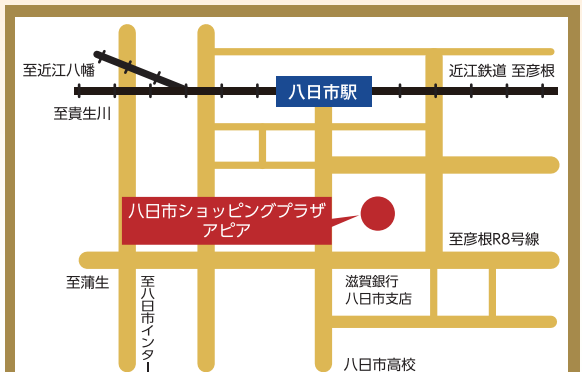 至近江八幡
近江鉄道 至彦根
八日市駅
至貴生川
八日市ショッピングプラザ
アピア
至彦根R8号線
至蒲生
至八日市インター
滋賀銀行
八日市支店
八日市高校